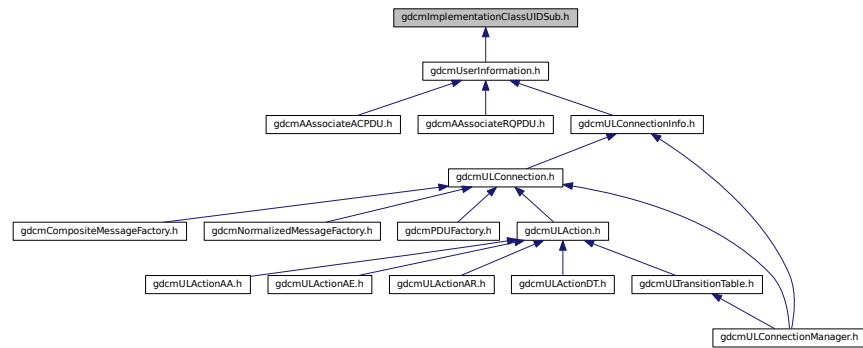 gdcmImplementationClassUIDSub.h
gdcmUserInformation.h
gdcmAAssociateACPDU.h
gdcmAAssociateRQPDU.h
gdcmULConnectionInfo.h
gdcmULConnection.h
gdcmCompositeMessageFactory.h
gdcmNormalizedMessageFactory.h
gdcmPDUFactory.h
gdcmULAction.h
gdcmULActionAA.h
gdcmULActionAE.h
gdcmULActionAR.h
gdcmULActionDT.h
gdcmULTransitionTable.h
gdcmULConnectionManager.h